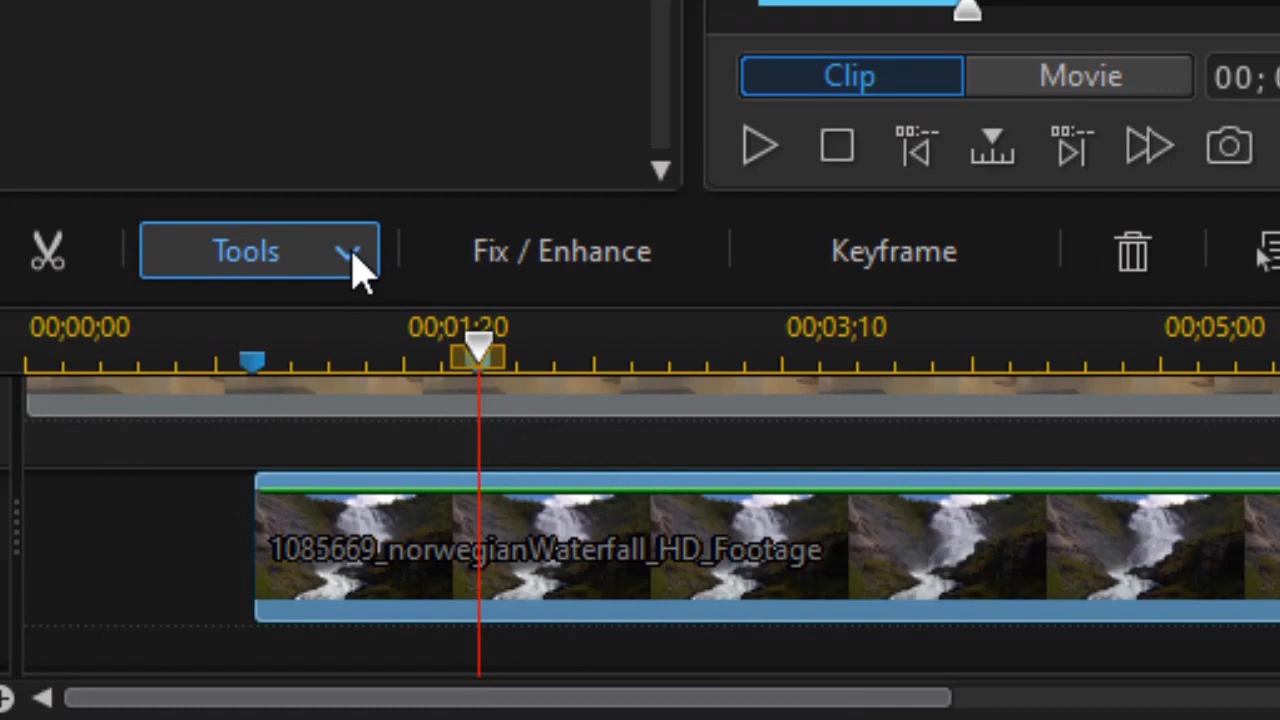 Clip Movie 00;
Tools Fix / Enhance Keyframe
00;00;00 00;01;20 00;03;10 00;05;00
1085669_norwegianWaterfall_HD_Footage